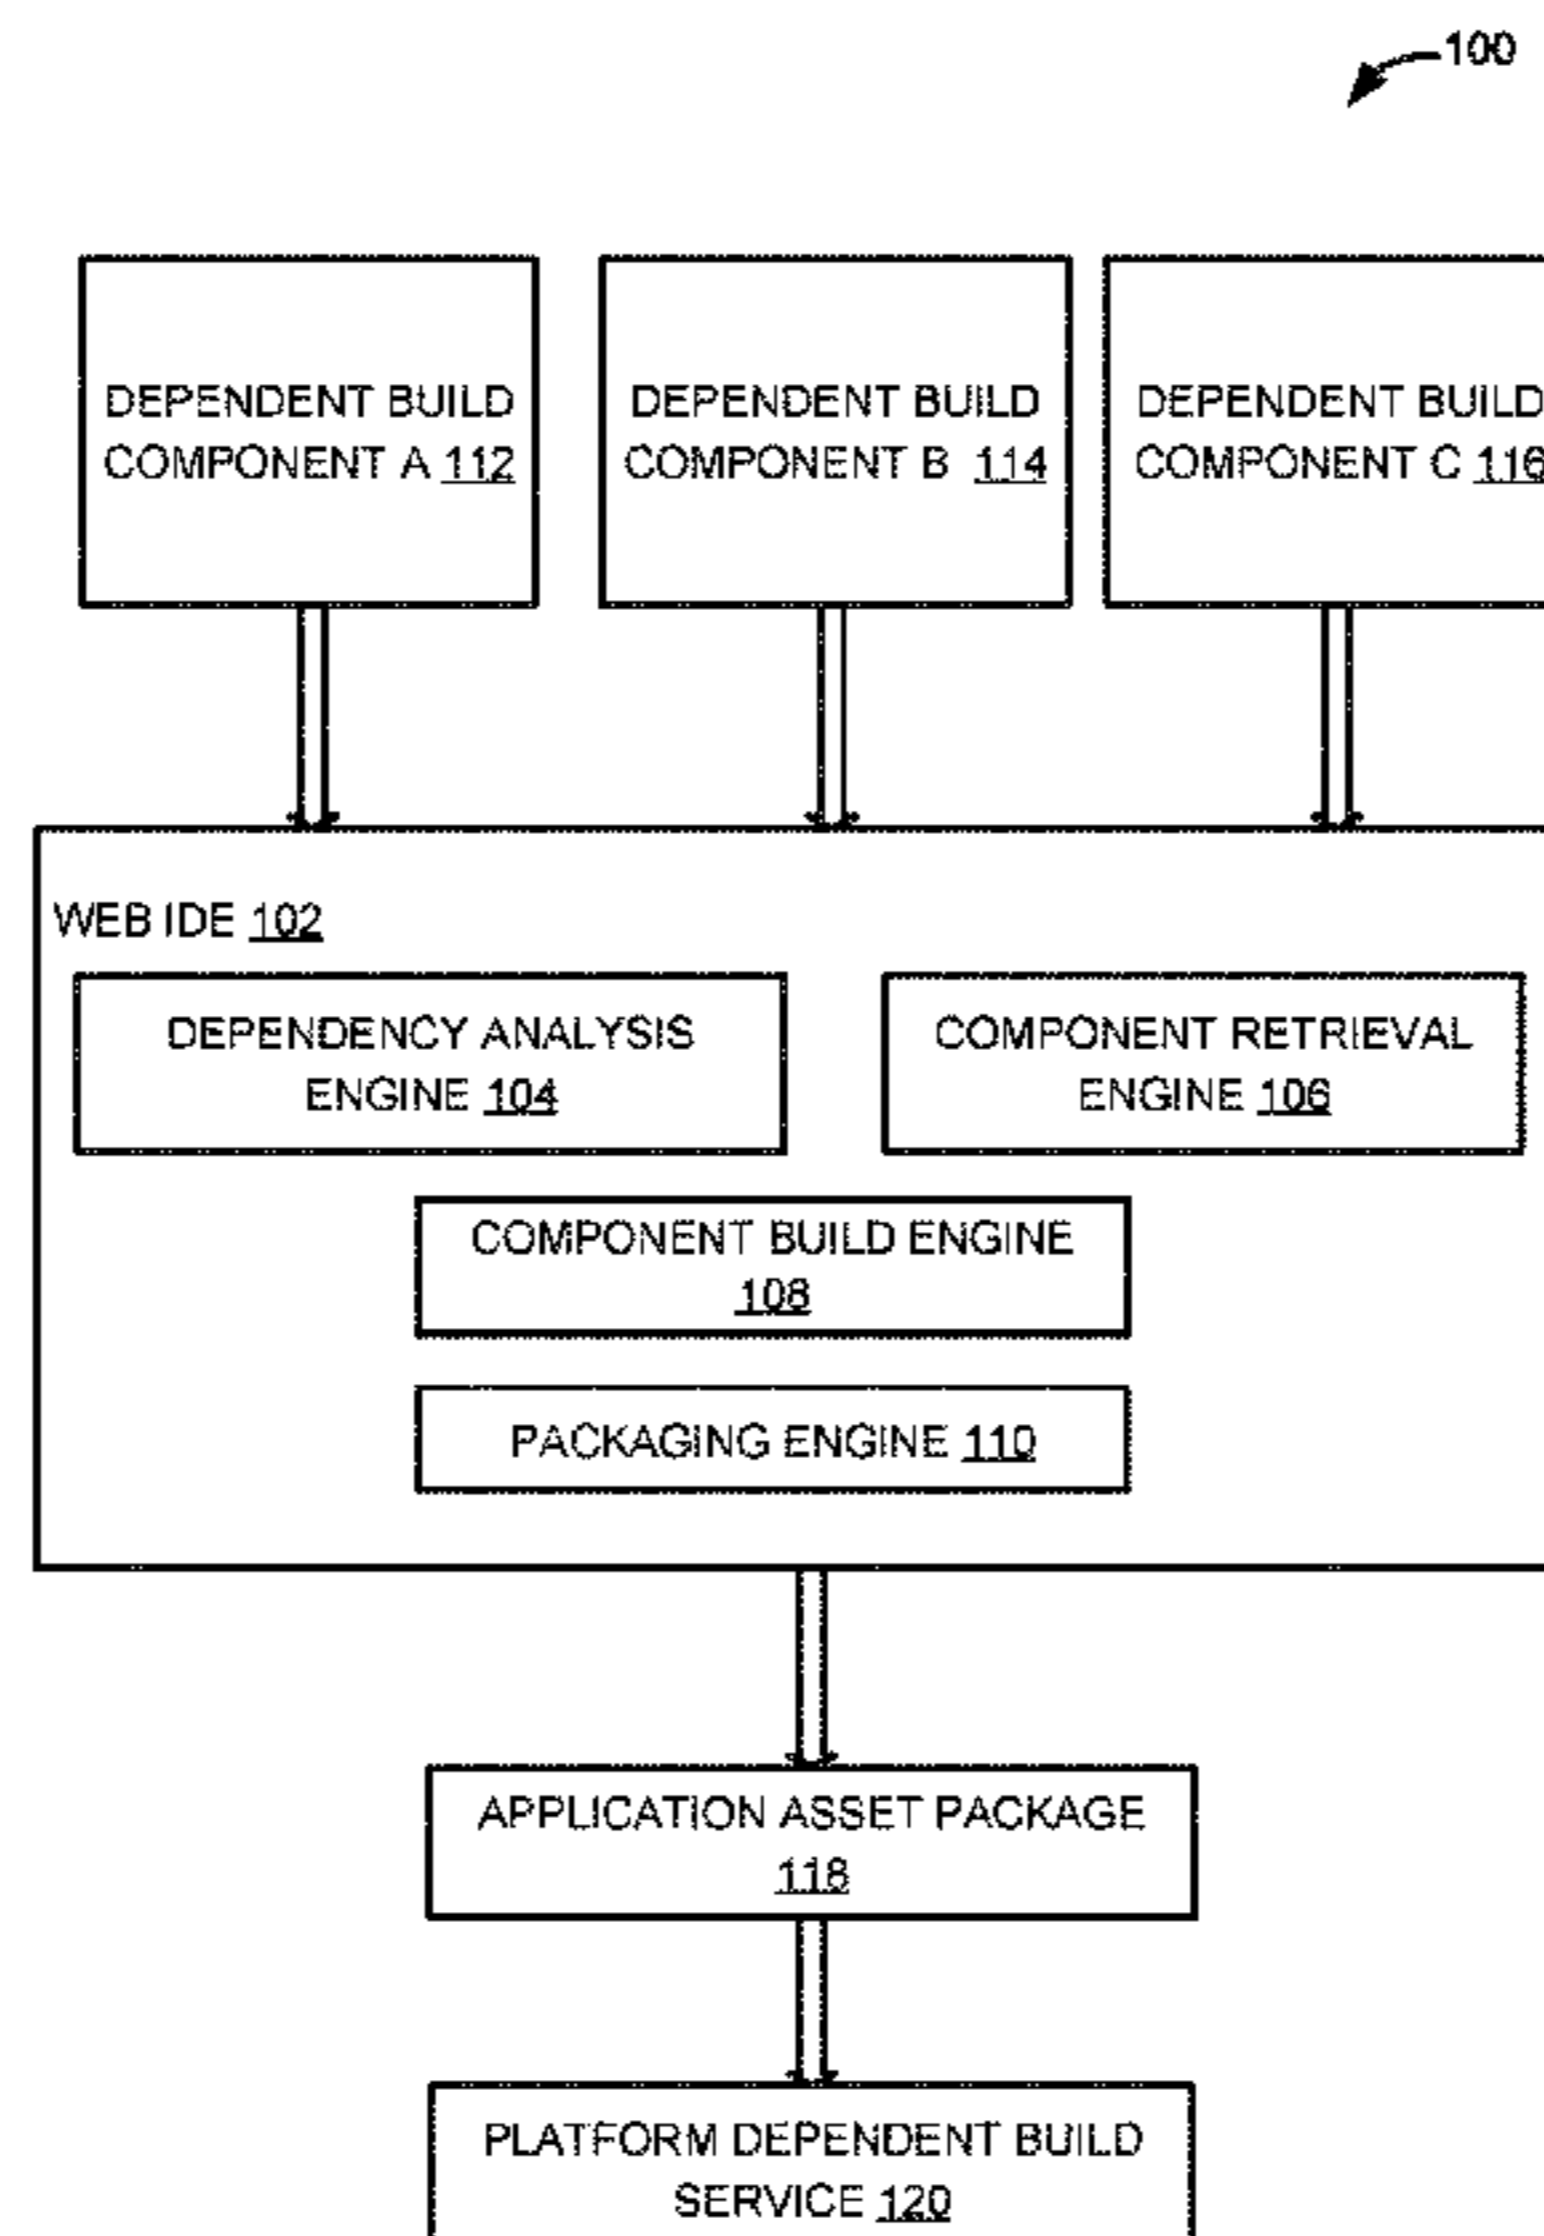 100
DEPENDENT BUILD
COMPONENT A 112
DEPENDENT BUILD
COMPONENT B 114
DEPENDENT BUILD
COMPONENT C 116
WEB IDE 102
DEPENDENCY ANALYSIS
ENGINE 104
COMPONENT RETRIEVAL
ENGINE 106
COMPONENT BUILD ENGINE
108
PACKAGING ENGINE 110
APPLICATION ASSET PACKAGE
118
PLATFORM DEPENDENT BUILD
SERVICE 120